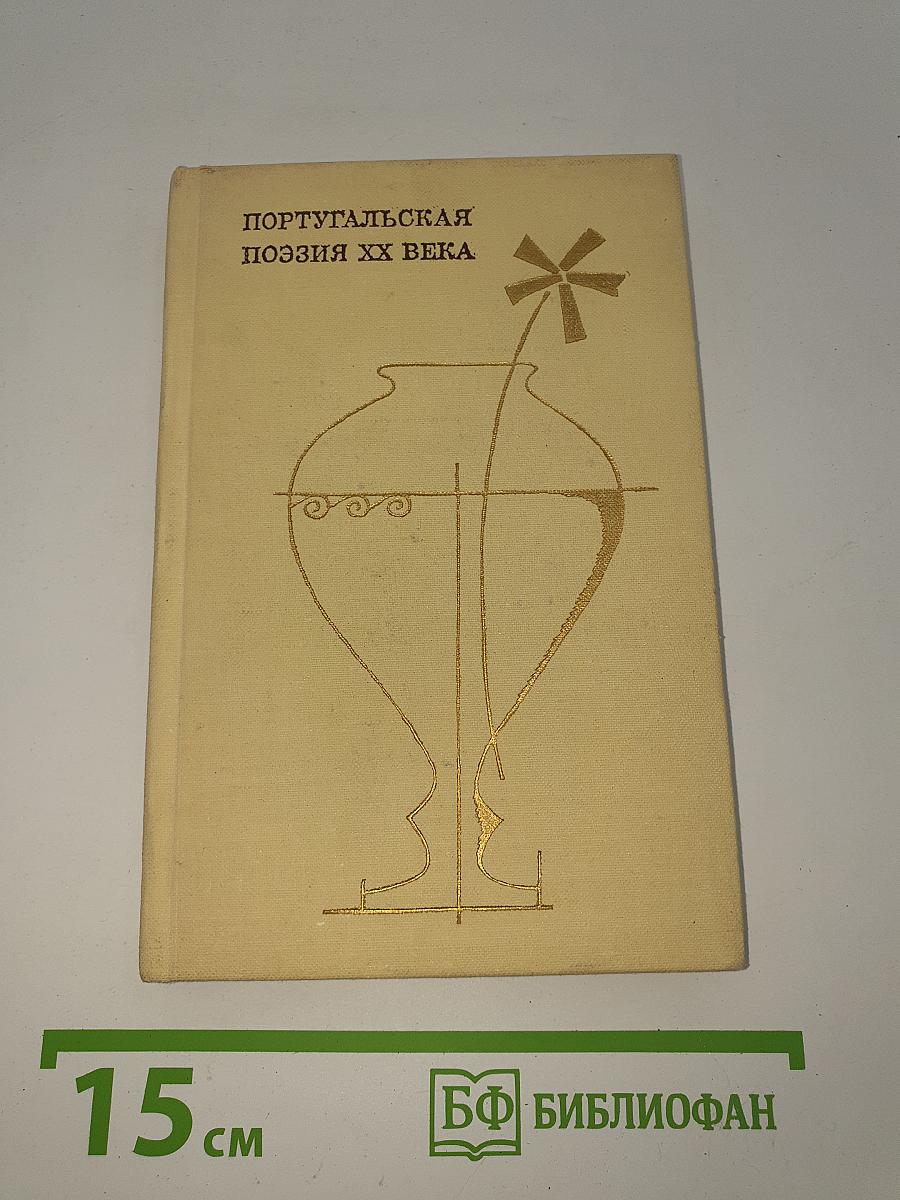 ПОРТУГАЛЬСКАЯ
ПОЭЗИЯ XX ВЕКА
15 см
БФ БИБЛИОФАН